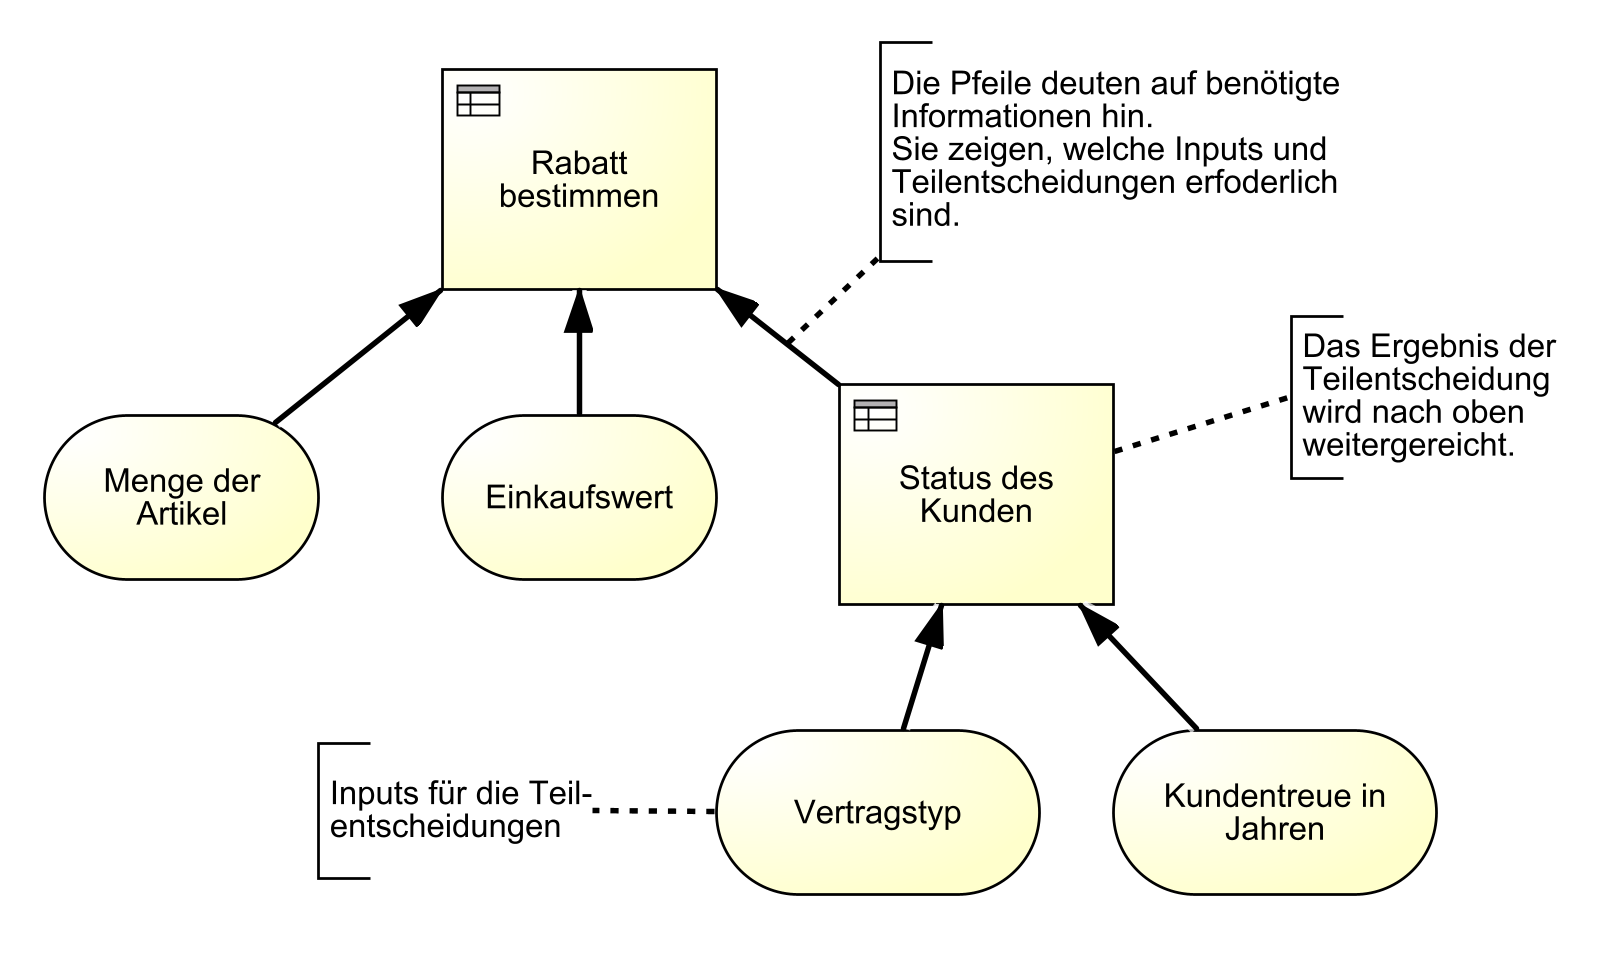 Rabatt
bestimmen
Die Pfeile deuten auf benötigte
Informationen hin.
Sie zeigen, welche Inputs und
Teilentscheidungen erfoderlich
sind.
Menge der
Artikel
Einkaufswert
Status des
Kunden
Das Ergebnis der
Teilentscheidung
wird nach oben
weitergereicht.
Inputs für die Teil-
entscheidungen
Vertragstyp
Kundentreue in
Jahren